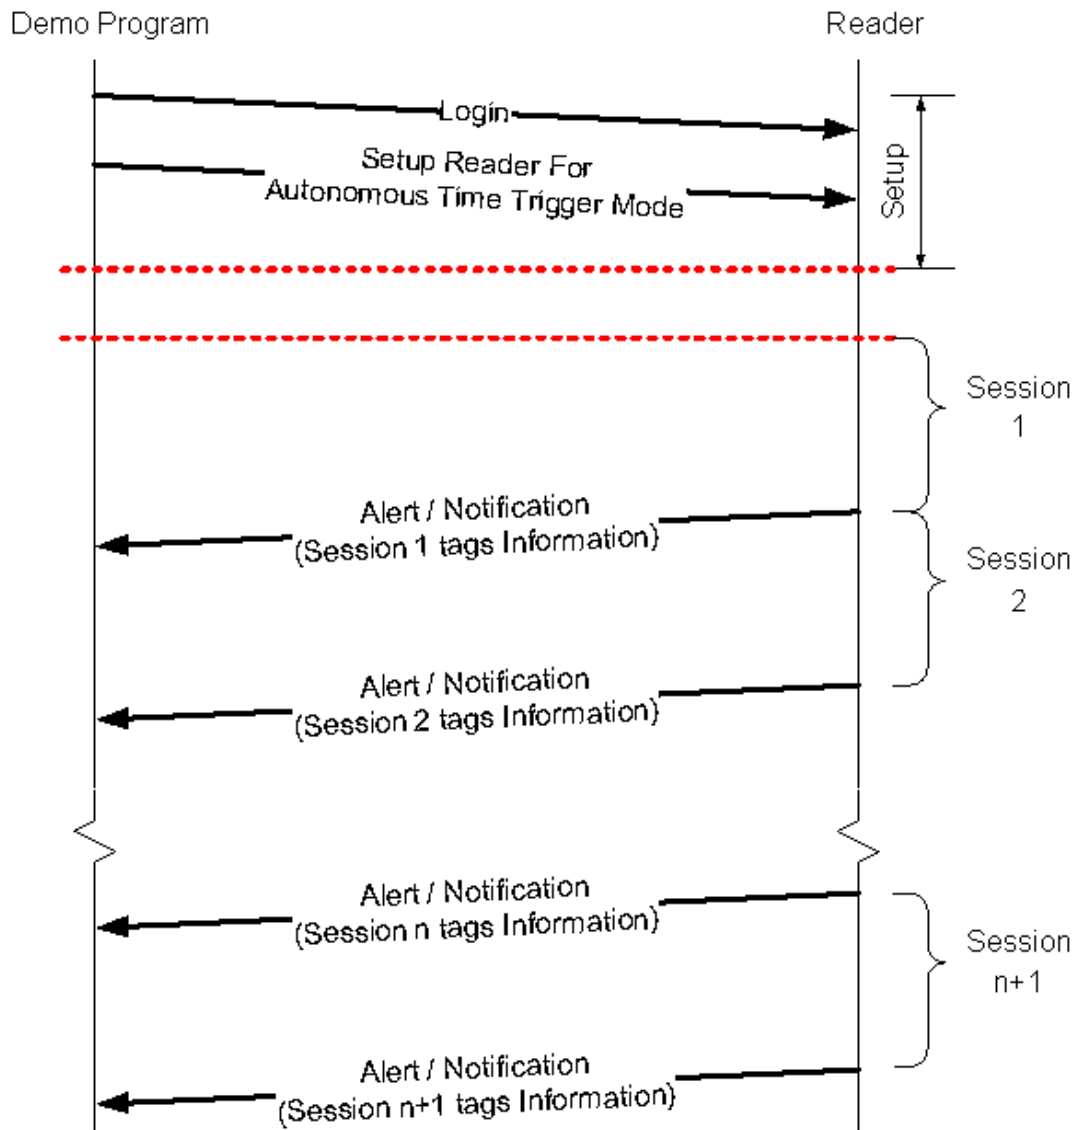 Demo Program
Reader
Login
Setup Reader For
Autonomous Time Trigger Mode
Setup
Session
1
Alert / Notification
(Session 1 tags Information)
Session
2
Alert / Notification
(Session 2 tags Information)
Alert / Notification
(Session n tags Information)
Session
n+1
Alert / Notification
(Session n+1 tags Information)